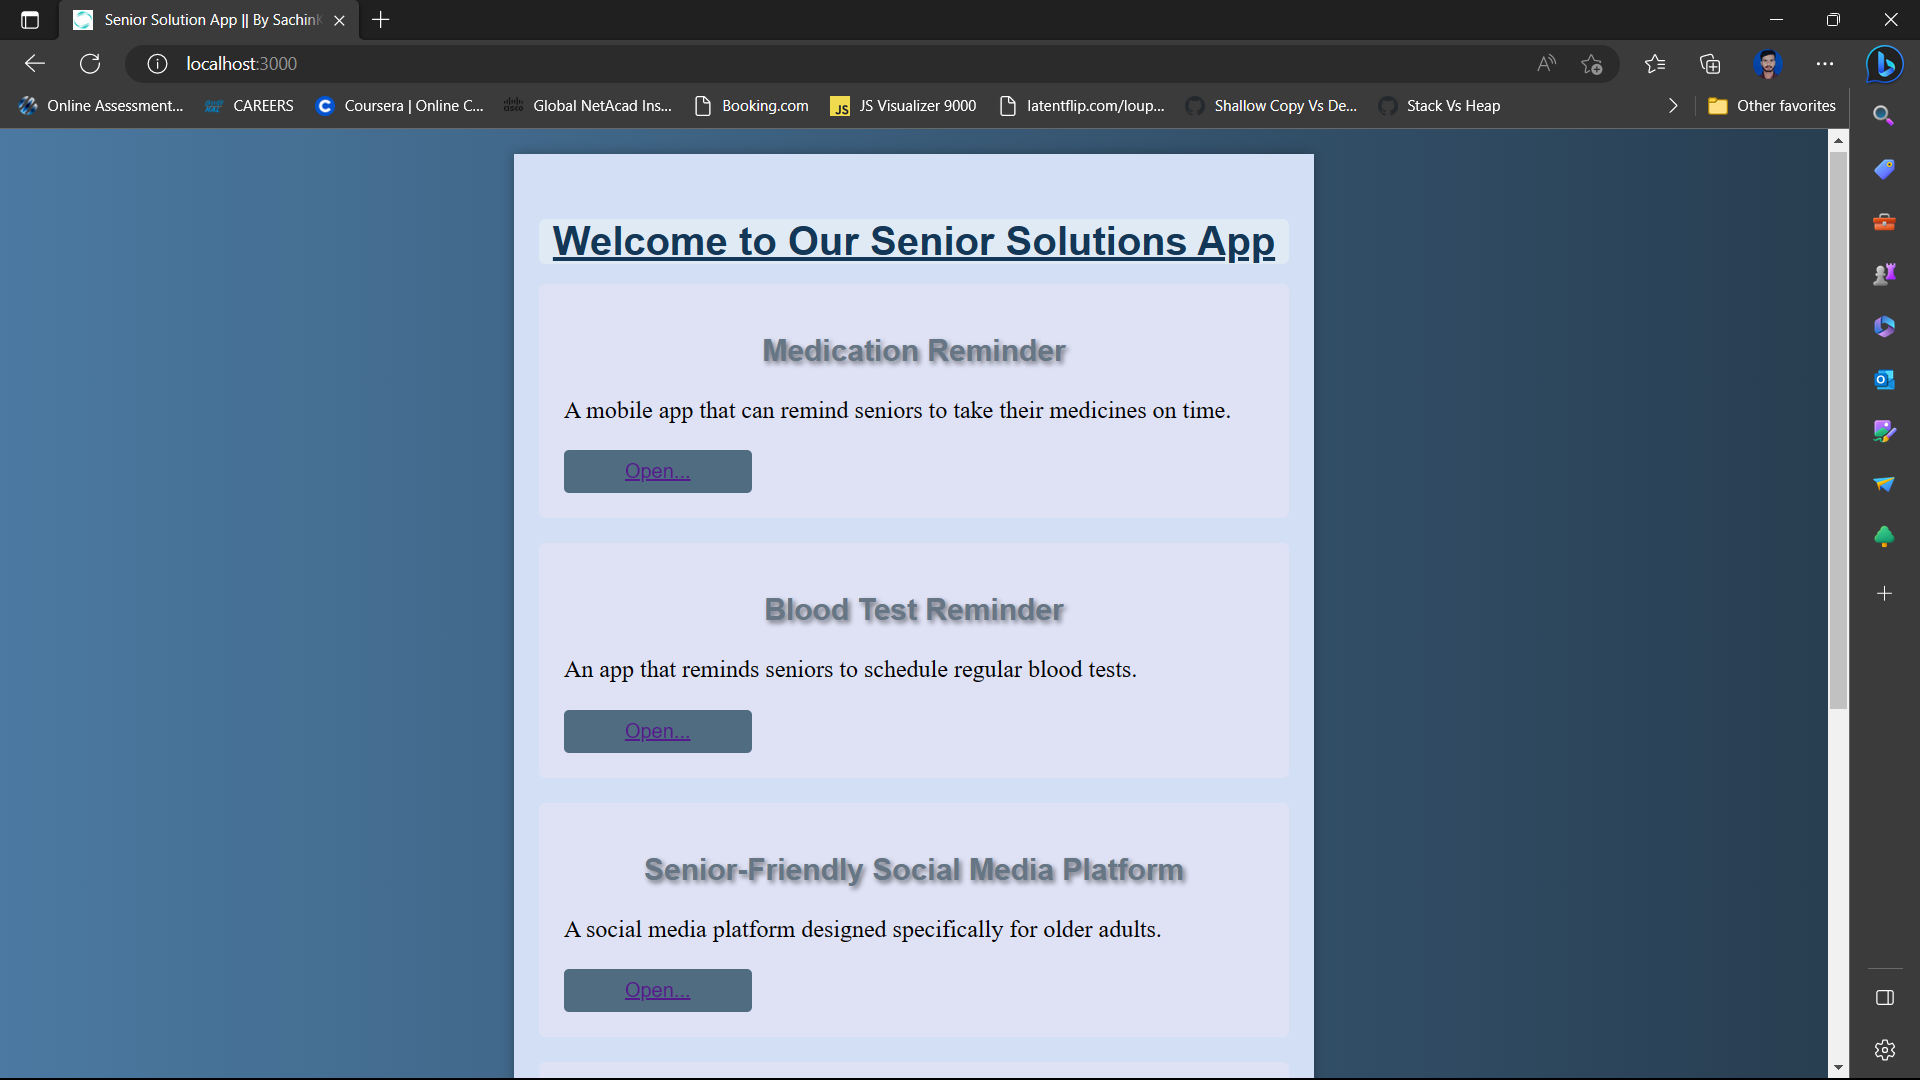 Senior Solution App || By Sachin
localhost:3000
Online Assessment...
CAREERS
Coursera | Online C...
Global NetAcad Ins...
Booking.com
JS Visualizer 9000
latentflip.com/loup...
Shallow Copy Vs De...
Stack Vs Heap
Other favorites
Welcome to Our Senior Solutions App
Medication Reminder
A mobile app that can remind seniors to take their medicines on time.
Open...
Blood Test Reminder
An app that reminds seniors to schedule regular blood tests.
Open...
Senior-Friendly Social Media Platform
A social media platform designed specifically for older adults.
Open...